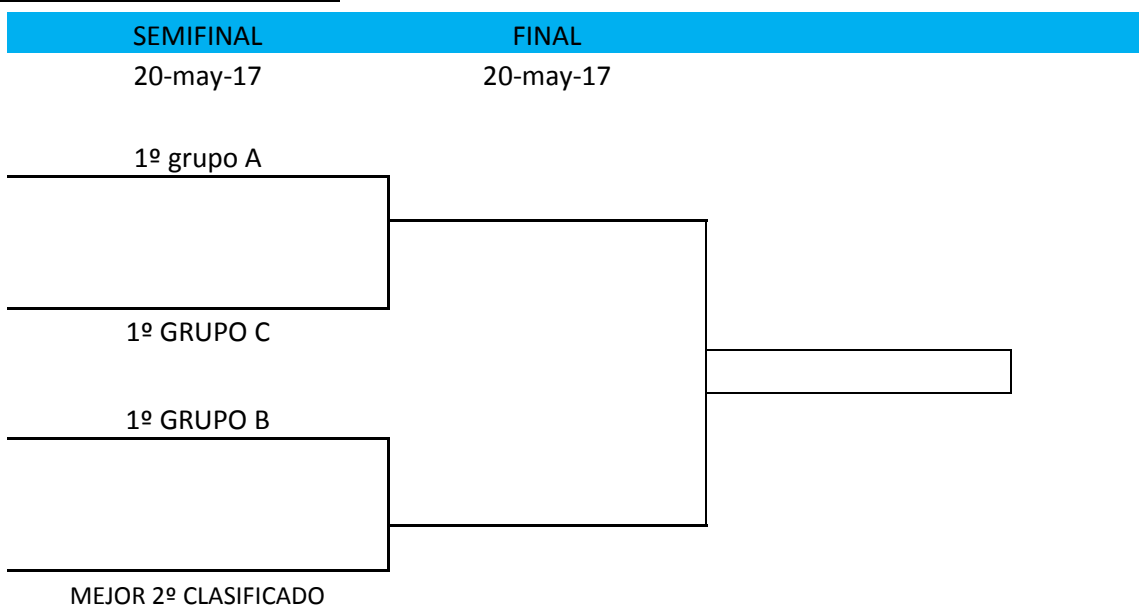 SEMIFINAL FINAL
20-may-17 20-may-17
1º grupo A
1º GRUPO C
1º GRUPO B
MEJOR 2º CLASIFICADO